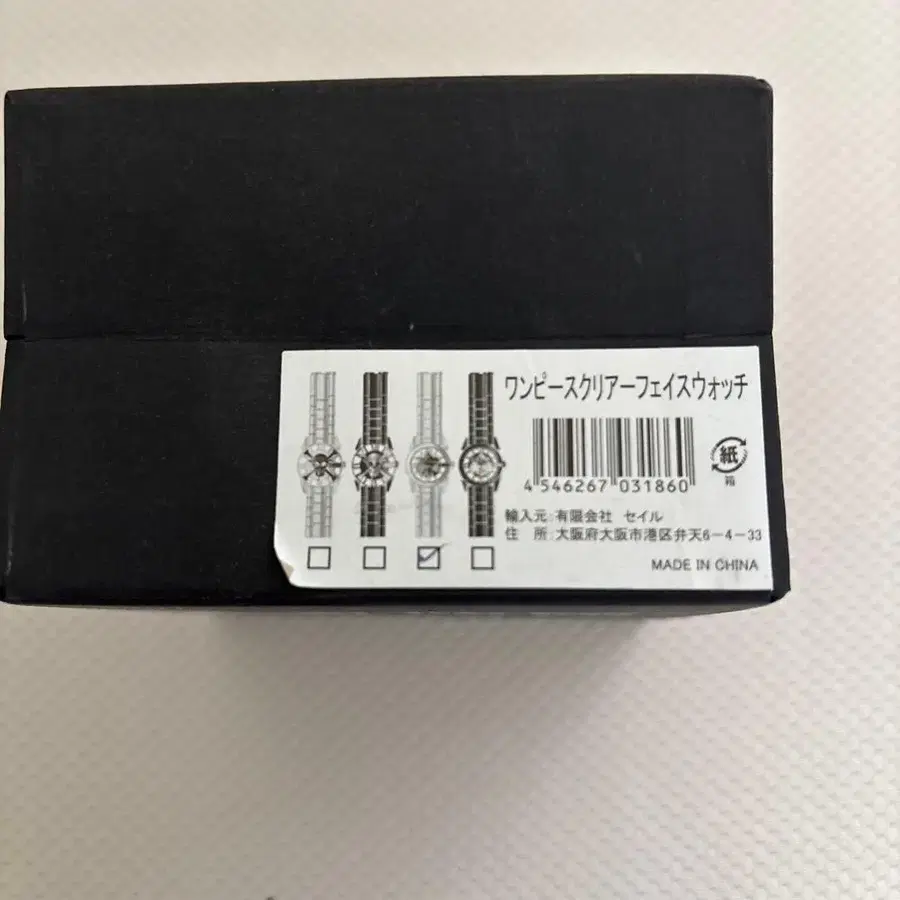 ワンピースクリアーフェイスウォッチ
4 546267 031860
紙
箱
輸入元:有限会社 セイル
住 所:大阪府大阪市港区弁天6-4-33
MADE IN CHINA